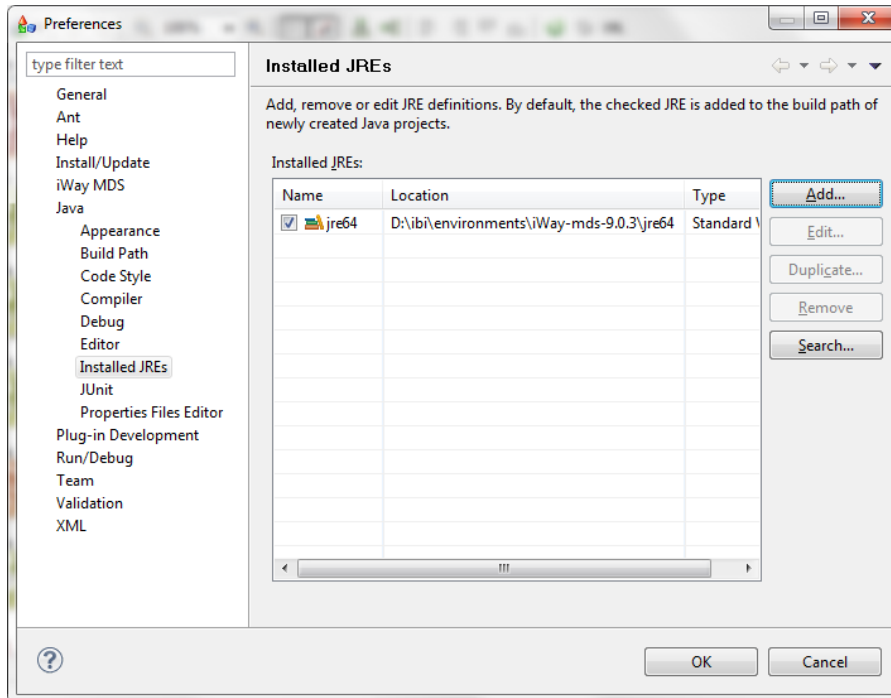 Preferences
type filter text
General
Ant
Help
Install/Update
iWay MDS
Java
Appearance
Build Path
Code Style
Compiler
Debug
Editor
Installed JREs
JUnit
Properties Files Editor
Plug-in Development
Run/Debug
Team
Validation
XML
Installed JREs
Add, remove or edit JRE definitions. By default, the checked JRE is added to the build path of
newly created Java projects.
Installed JREs:
Name Location Type
jre64 D:\ibi\environments\iWay-mds-9.0.3\jre64 Standard
Add...
Edit...
Duplicate...
Remove
Search...
OK Cancel